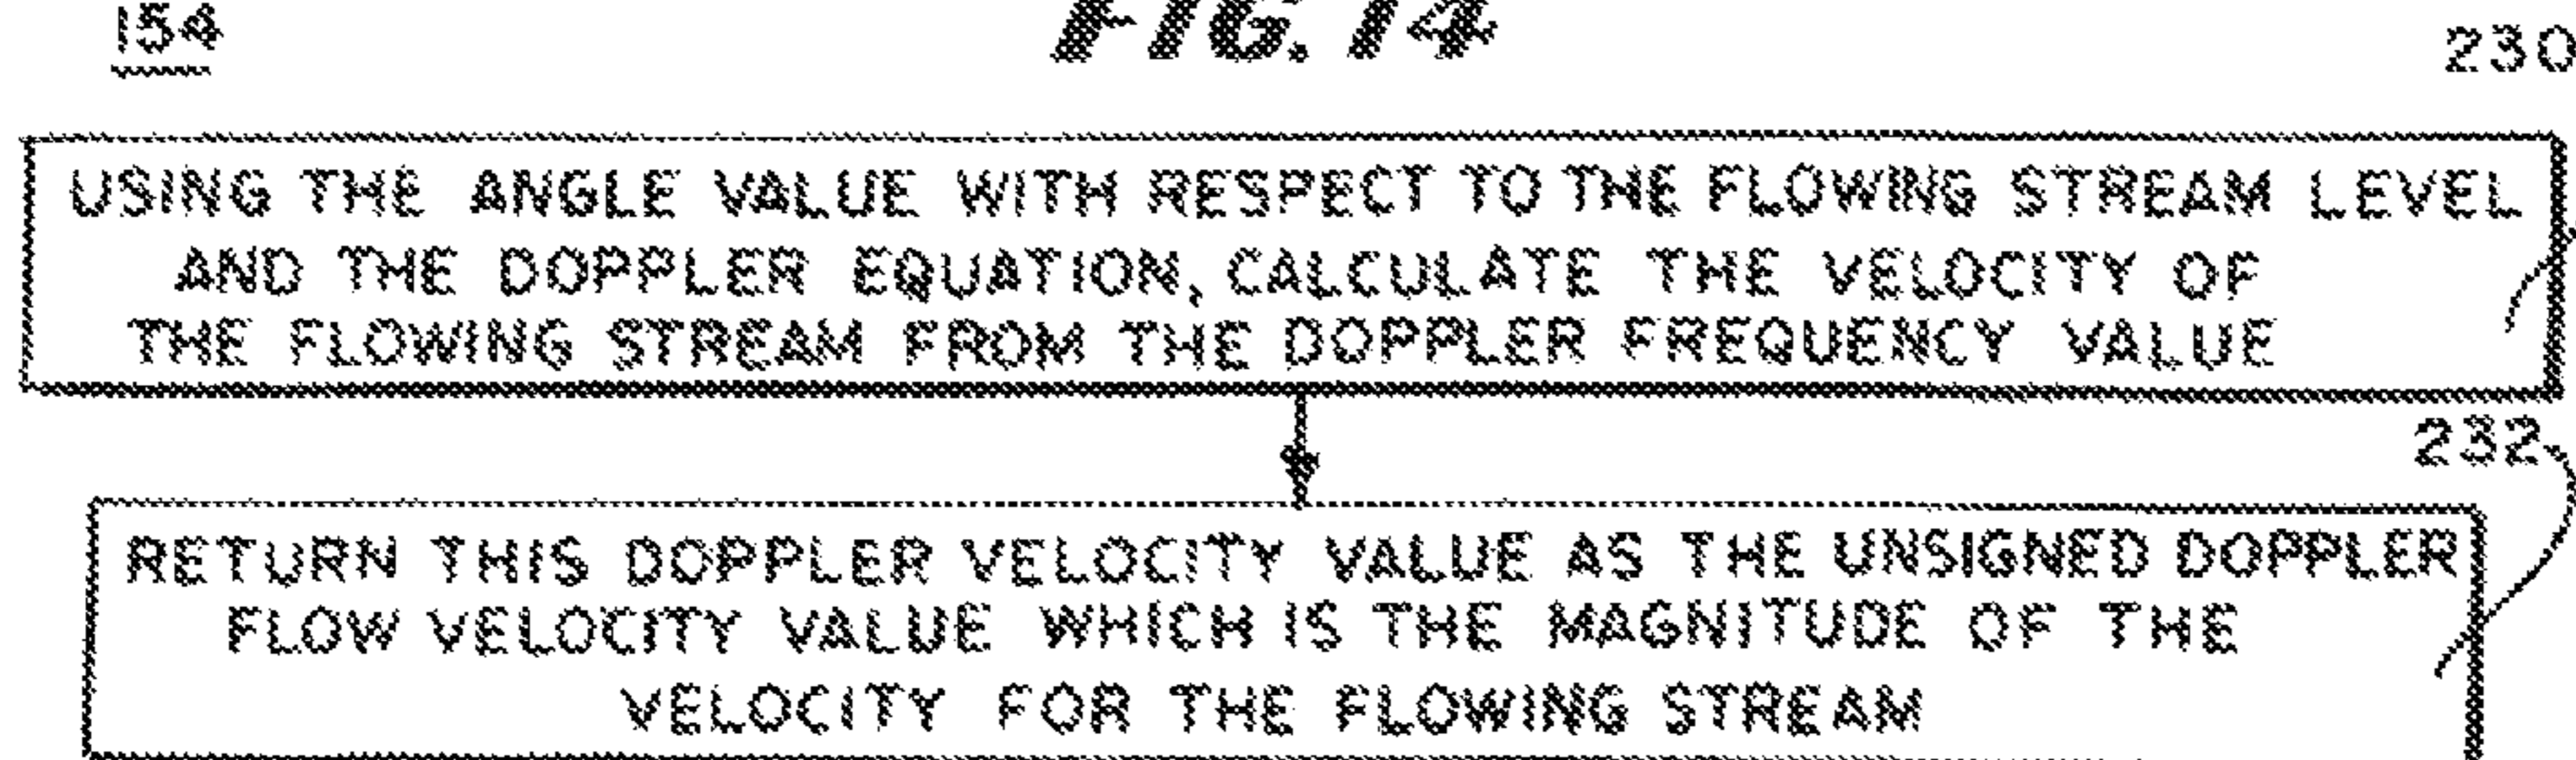 154
FIG. 14
230
USING THE ANGLE VALUE WITH RESPECT TO THE FLOWING STREAM LEVEL
AND THE DOPPLER EQUATION, CALCULATE THE VELOCITY OF
THE FLOWING STREAM FROM THE DOPPLER FREQUENCY VALUE
232
RETURN THIS DOPPLER VELOCITY VALUE AS THE UNSIGNED DOPPLER
FLOW VELOCITY VALUE WHICH IS THE MAGNITUDE OF THE
VELOCITY FOR THE FLOWING STREAM